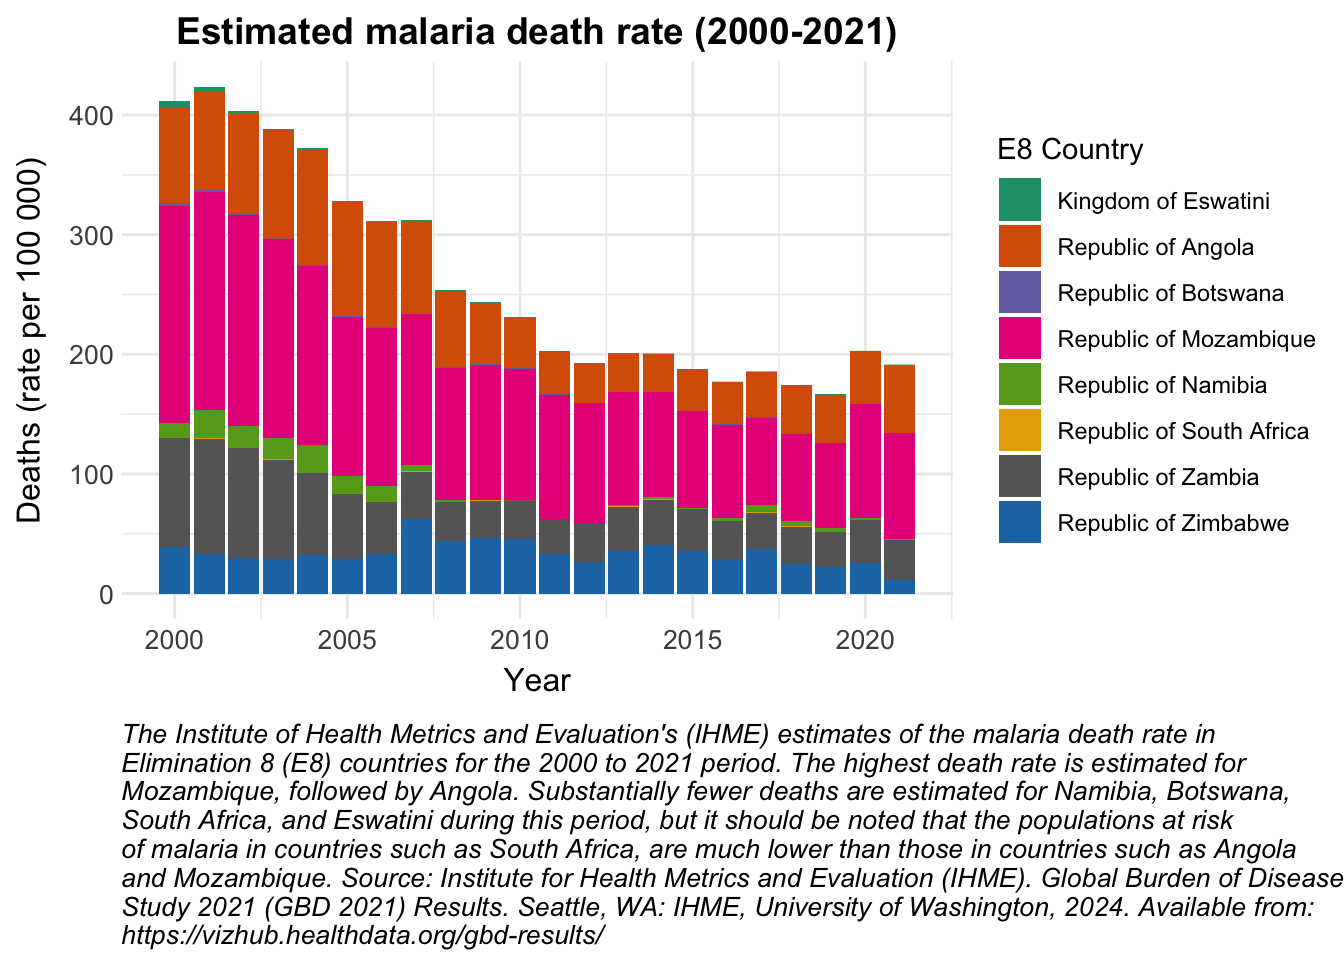 Estimated malaria death rate (2000-2021)
Deaths (rate per 100 000)
400
300
200
100
0
2000
2005
2010
2015
2020
Year
E8 Country
Kingdom of Eswatini
Republic of Angola
Republic of Botswana
Republic of Mozambique
Republic of Namibia
Republic of South Africa
Republic of Zambia
Republic of Zimbabwe
The Institute of Health Metrics and Evaluation's (IHME) estimates of the malaria death rate in
Elimination 8 (E8) countries for the 2000 to 2021 period. The highest death rate is estimated for
Mozambique, followed by Angola. Substantially fewer deaths are estimated for Namibia, Botswana,
South Africa, and Eswatini during this period, but it should be noted that the populations at risk
of malaria in countries such as South Africa, are much lower than those in countries such as Angola
and Mozambique. Source: Institute for Health Metrics and Evaluation (IHME). Global Burden of Disease
Study 2021 (GBD 2021) Results. Seattle, WA: IHME, University of Washington, 2024. Available from:
https://vizhub.healthdata.org/gbd-results/